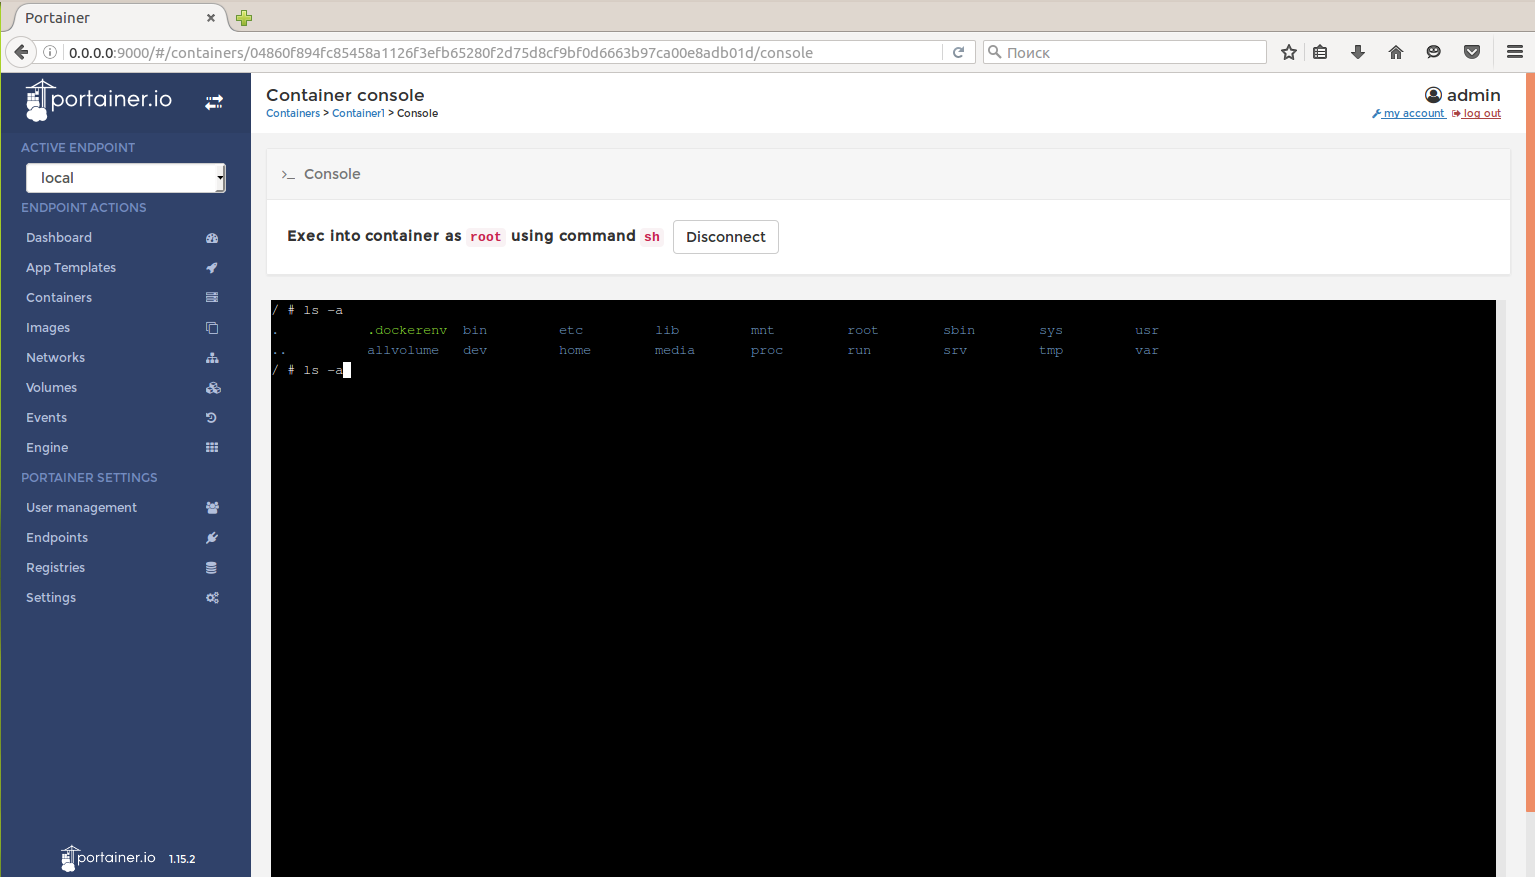 Portainer
0.0.0.0:9000/#/containers/04860f894fc85458a1126f3efb65280f2d75d8cf9bf0d6663b97ca00e8adb01d/console
Поиск
portainer.io
Container console
admin
Containers > Container1 > Console
my account log out
ACTIVE ENDPOINT
local
ENDPOINT ACTIONS
Dashboard
App Templates
Containers
Images
Networks
Volumes
Events
Engine
PORTAINER SETTINGS
User management
Endpoints
Registries
Settings
portainer.io 1.15.2
>_ Console
Exec into container as root using command sh Disconnect
/ # ls -a
. .dockerenv bin etc lib mnt root sbin sys usr
.. allvolume dev home media proc run srv tmp var
/ # ls -a